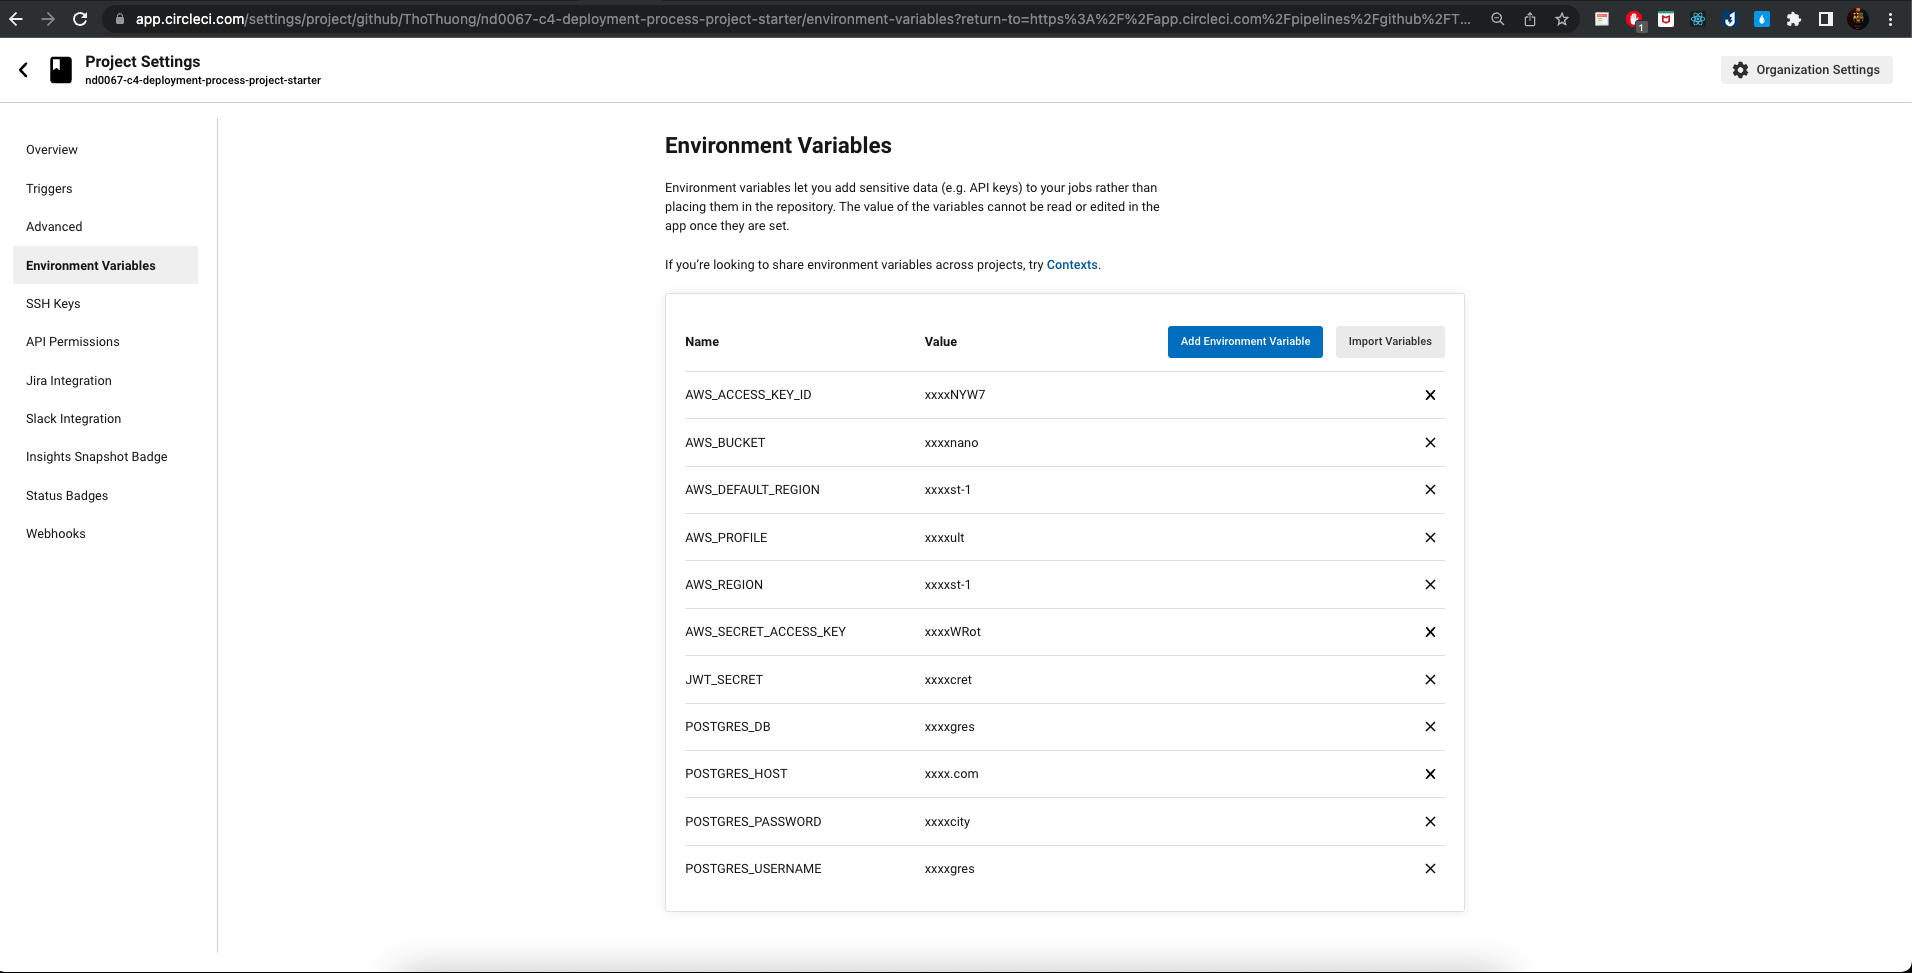 app.circleci.com/settings/project/github/ThoThuong/nd0067-c4-deployment-process-project-starter/environment-variables?return-to=https%3A%2F%2Fapp.circleci.com%2Fpipelines%2Fgithub%2FT...
1
Project Settings
nd0067-c4-deployment-process-project-starter
Organization Settings
Overview
Triggers
Advanced
Environment Variables
SSH Keys
API Permissions
Jira Integration
Slack Integration
Insights Snapshot Badge
Status Badges
Webhooks
Environment Variables
Environment variables let you add sensitive data (e.g. API keys) to your jobs rather than
placing them in the repository. The value of the variables cannot be read or edited in the
app once they are set.
If you're looking to share environment variables across projects, try Contexts.
Name Value Add Environment Variable Import Variables
AWS_ACCESS_KEY_ID xxxxNYW7
AWS_BUCKET xxxxnano
AWS_DEFAULT_REGION xxxxst-1
AWS_PROFILE xxxxult
AWS_REGION xxxxst-1
AWS_SECRET_ACCESS_KEY xxxxWRot
JWT_SECRET xxxxcret
POSTGRES_DB xxxxgres
POSTGRES_HOST xxxx.com
POSTGRES_PASSWORD xxxxcity
POSTGRES_USERNAME xxxxgres